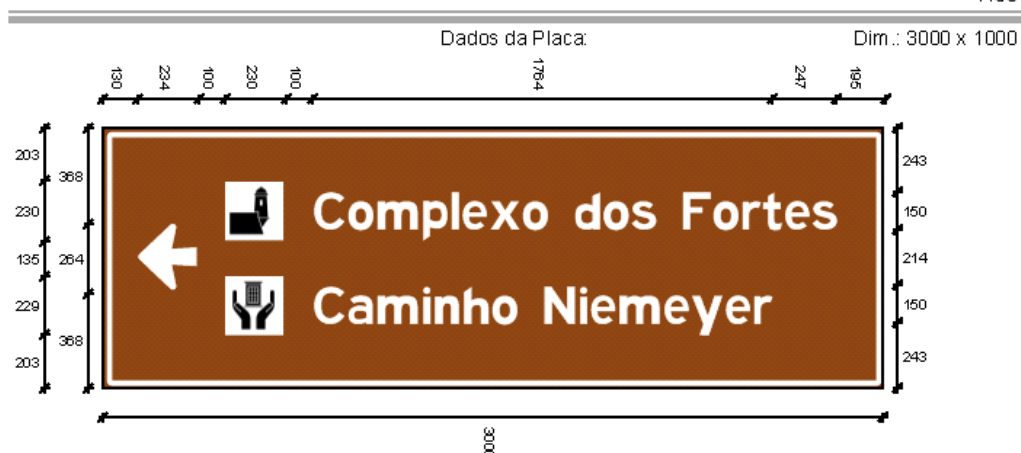 Dados da Placa:
Dim.: 3000 x 1000
130 234 100 230 100 1764 247 195
203
368
230
135
264
229
368
203
Complexo dos Fortes
Caminho Niemeyer
243
150
214
150
243